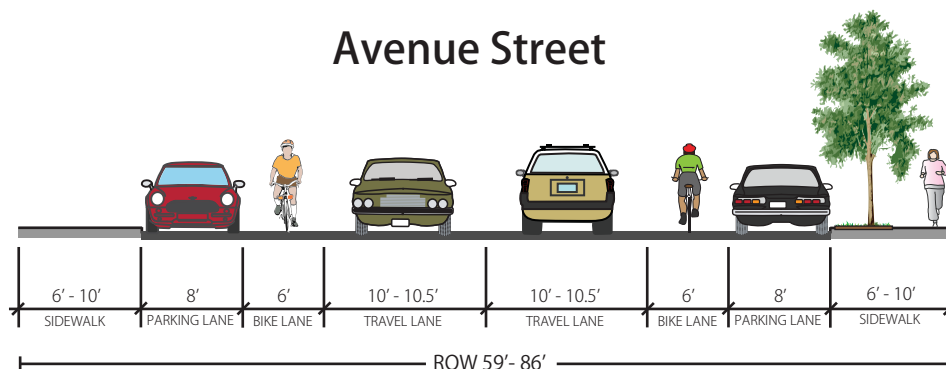 Avenue Street
6’ - 10’ 8’ 6’ 10’ - 10.5’ 10’ - 10.5’ 6’ 8’ 6’ - 10’
SIDEWALK PARKING LANE BIKE LANE TRAVEL LANE TRAVEL LANE BIKE LANE PARKING LANE SIDEWALK
ROW 59’- 86’